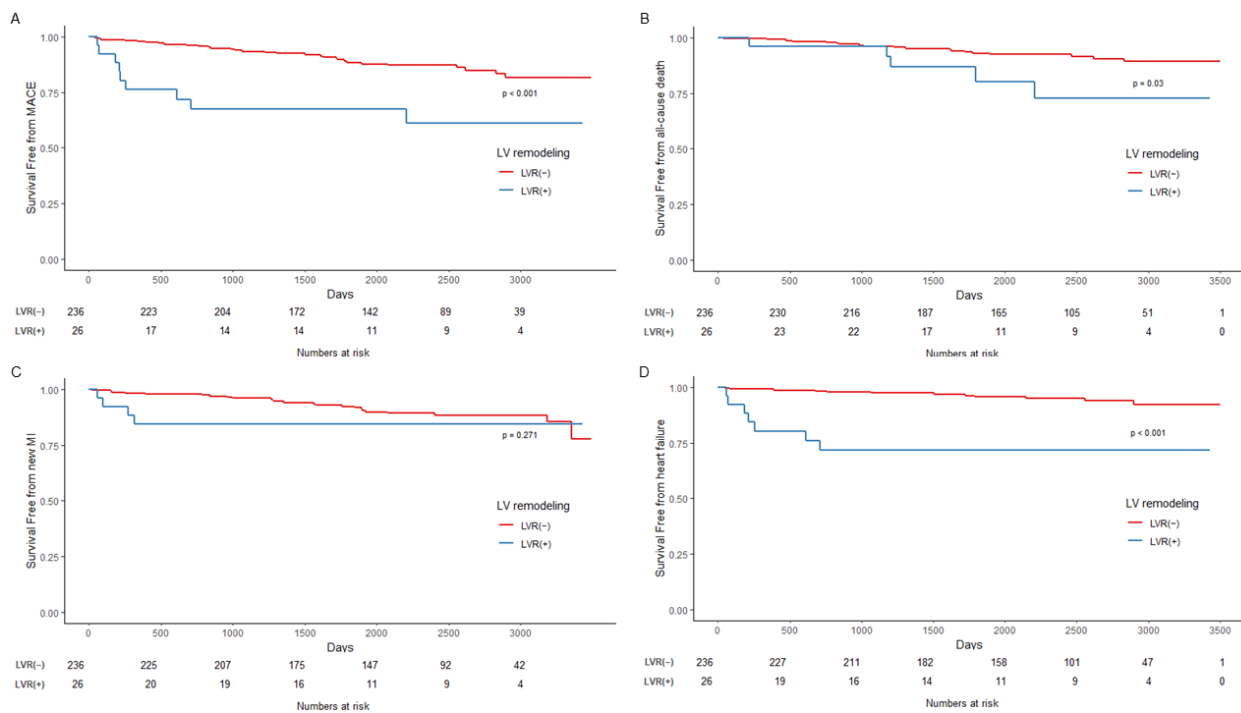 A
Survival Free from MACE
1.00
0.75
0.50
0.25
0.00
p < 0.001
LV remodeling
LVR(−)
LVR(+)
0 500 1000 1500 2000 2500 3000
Days
LVR(−) 236 223 204 172 142 89 39
LVR(+) 26 17 14 14 11 9 4
Numbers at risk
B
Survival Free from all-cause death
1.00
0.75
0.50
0.25
0.00
p = 0.03
LV remodeling
LVR(−)
LVR(+)
0 500 1000 1500 2000 2500 3000 3500
Days
LVR(−) 236 230 216 187 165 105 51 1
LVR(+) 26 23 22 17 11 9 4 0
Numbers at risk
C
Survival Free from new MI
1.00
0.75
0.50
0.25
0.00
p = 0.271
LV remodeling
LVR(−)
LVR(+)
0 500 1000 1500 2000 2500 3000
Days
LVR(−) 236 225 207 175 147 92 42
LVR(+) 26 20 19 16 11 9 4
Numbers at risk
D
Survival Free from heart failure
1.00
0.75
0.50
0.25
0.00
p < 0.001
LV remodeling
LVR(−)
LVR(+)
0 500 1000 1500 2000 2500 3000 3500
Days
LVR(−) 236 227 211 182 158 101 47 1
LVR(+) 26 19 16 14 11 9 4 0
Numbers at risk